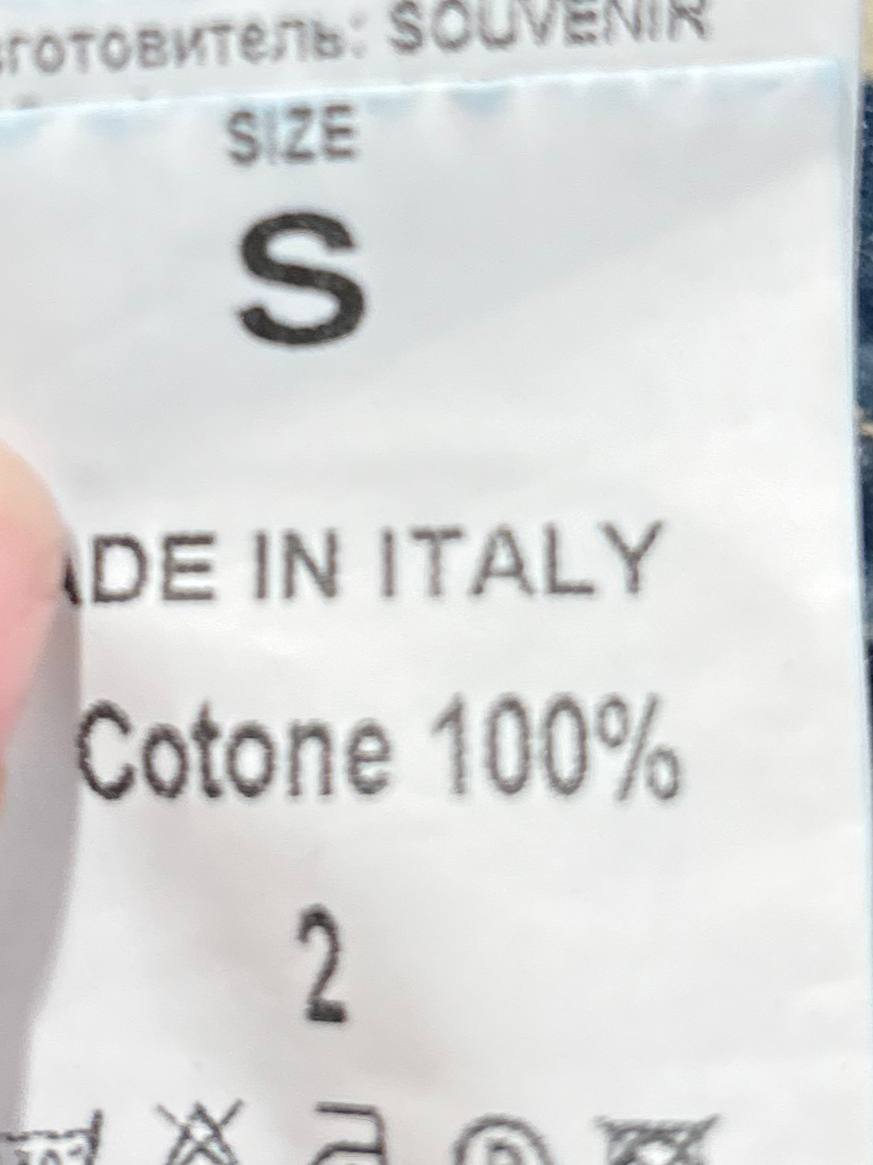 зготовитель: SOUVENIR
SIZE
S
ADE IN ITALY
Cotone 100%
2